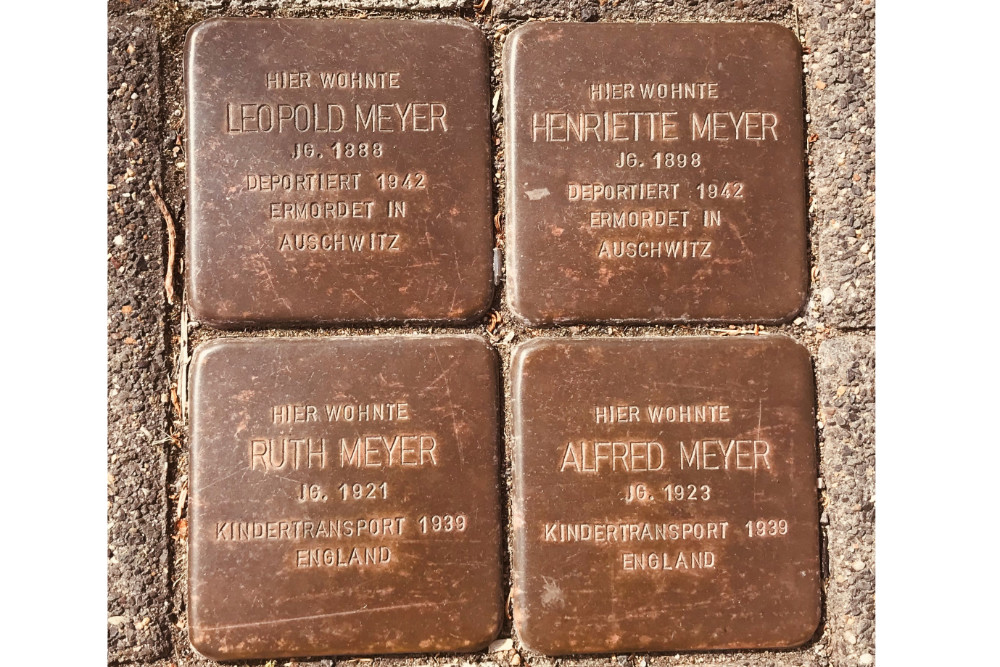 HIER WOHNTE
LEOPOLD MEYER
JG. 1888
DEPORTIERT 1942
ERMORDET IN
AUSCHWITZ
HIER WOHNTE
HENRIETTE MEYER
JG. 1898
DEPORTIERT 1942
ERMORDET IN
AUSCHWITZ
HIER WOHNTE
RUTH MEYER
JG. 1921
KINDERTRANSPORT 1939
ENGLAND
HIER WOHNTE
ALFRED MEYER
JG. 1923
KINDERTRANSPORT 1939
ENGLAND